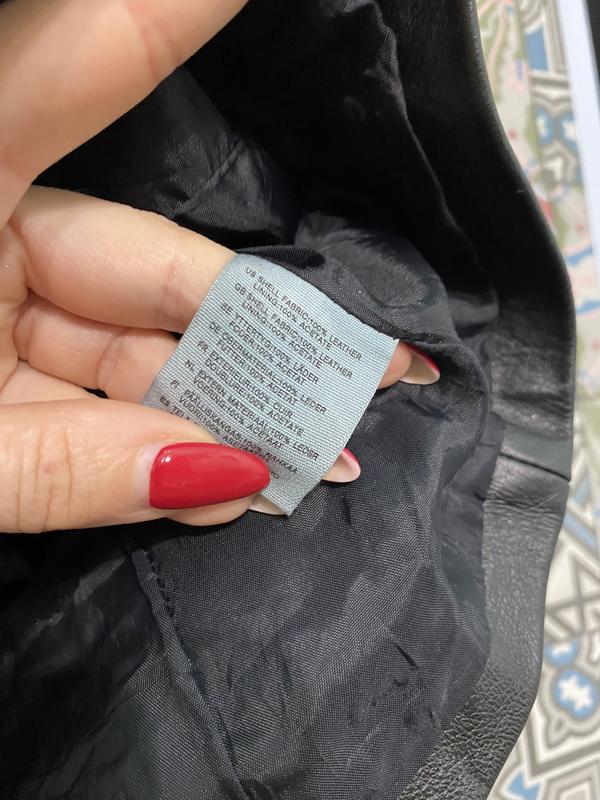 US SHELL FABRIC:100% LEATHER
LINING:100% ACETATE
GB SHELL FABRIC:100% LEATHER
LINING:100% ACETATE
SE YTTERTYG:100% LÄDER
FODER:100% ACETAT
DE OBERMATERIAL:100% LEDER
FUTTER:100% ACETAT
FR EXTERIEUR:100% CUIR
DOUBLURE:100% ACETATE
NL EXTERN MATERIAAL:100% LEDER
VOERING:100% ACETAAT
FI
VUORI:100%
ES